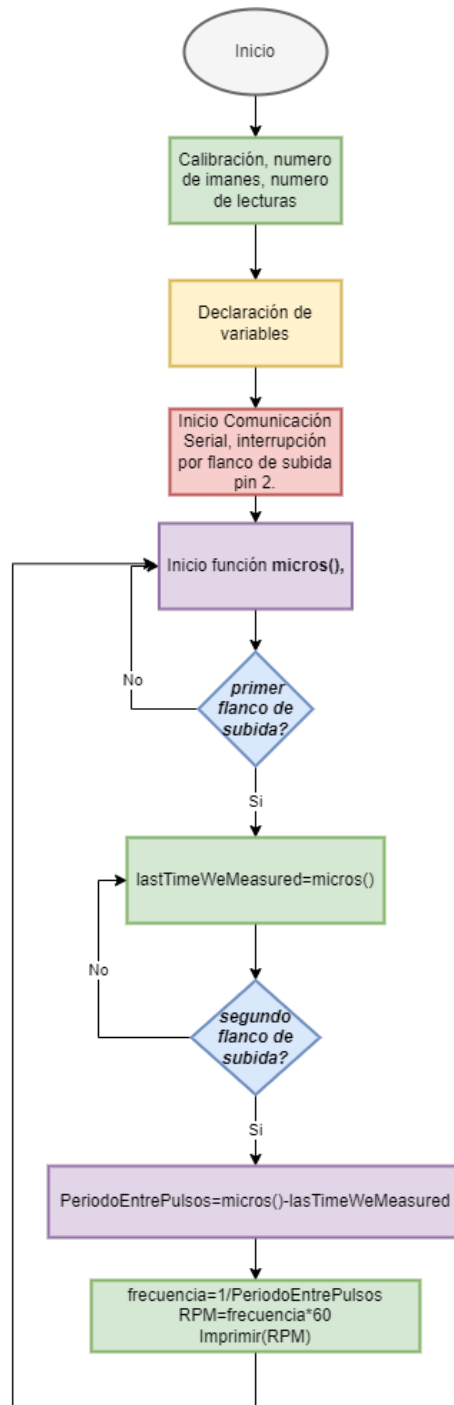 Inicio
Calibración, numero
de imanes, numero
de lecturas
Declaración de
variables
Inicio Comunicación
Serial, interrupción
por flanco de subida
pin 2.
Inicio función micros(),
No
primer
flanco de
subida?
Si
lastTimeWeMeasured=micros()
No
segundo
flanco de
subida?
Si
PeriodoEntrePulsos=micros()-lasTimeWeMeasured
frecuencia=1/PeriodoEntrePulsos
RPM=frecuencia*60
Imprimir(RPM)